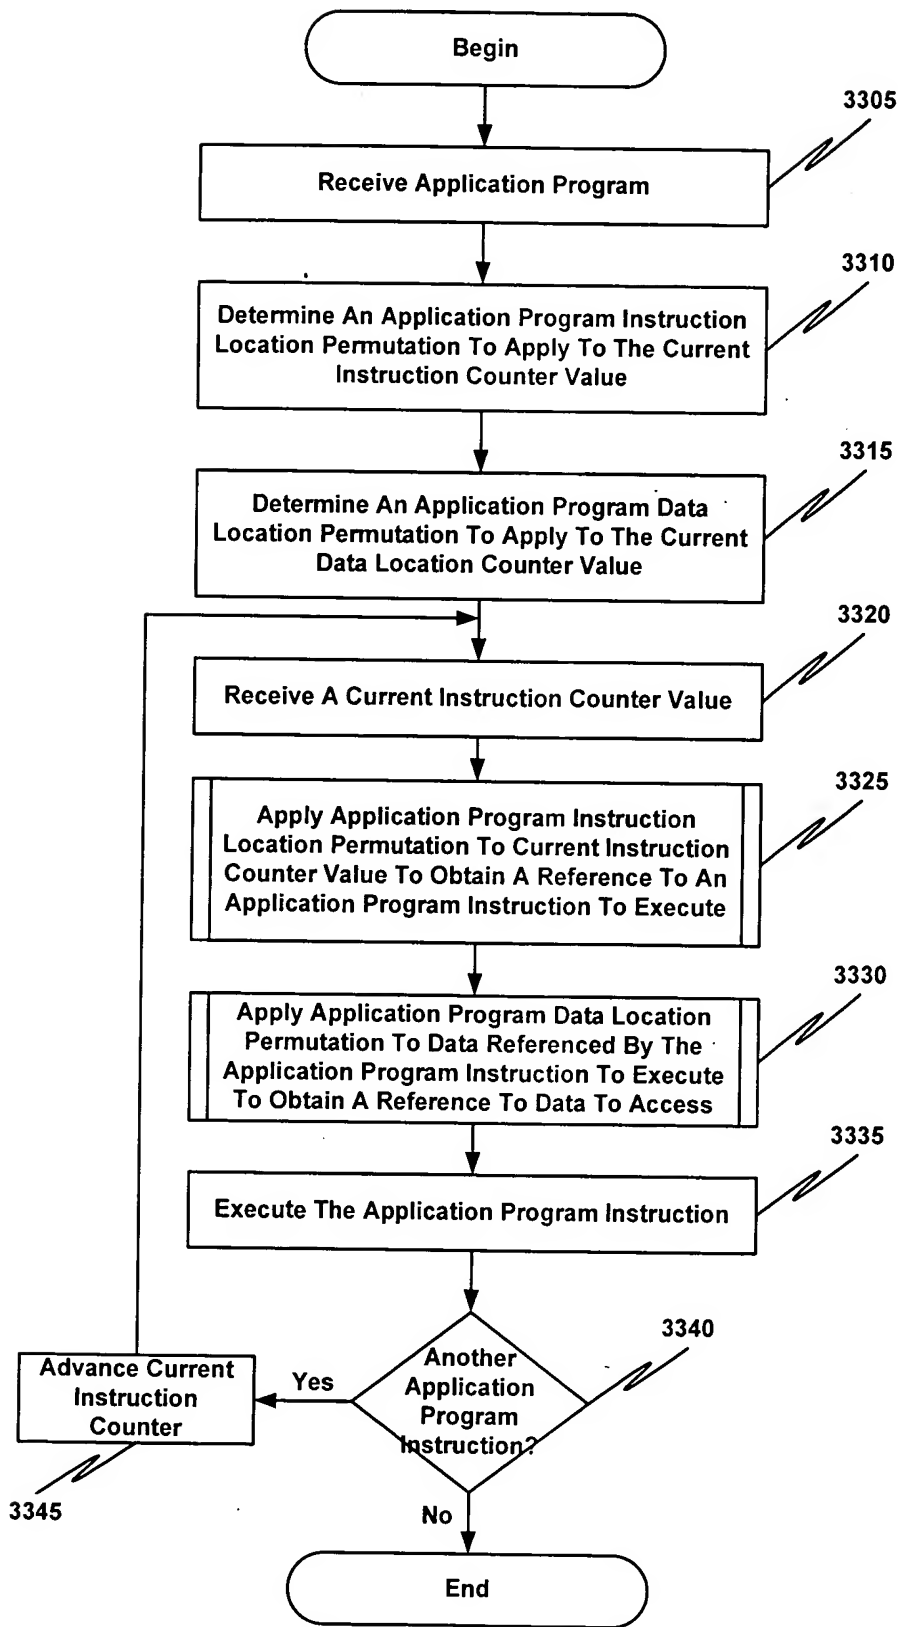 Begin
3305
Receive Application Program
3310
Determine An Application Program Instruction
Location Permutation To Apply To The Current
Instruction Counter Value
3315
Determine An Application Program Data
Location Permutation To Apply To The Current
Data Location Counter Value
3320
Receive A Current Instruction Counter Value
3325
Apply Application Program Instruction
Location Permutation To Current Instruction
Counter Value To Obtain A Reference To An
Application Program Instruction To Execute
3330
Apply Application Program Data Location
Permutation To Data Referenced By The
Application Program Instruction To Execute
To Obtain A Reference To Data To Access
3335
Execute The Application Program Instruction
3340
Another
Application
Program
Instruction?
Yes
Advance Current
Instruction
Counter
3345
No
End